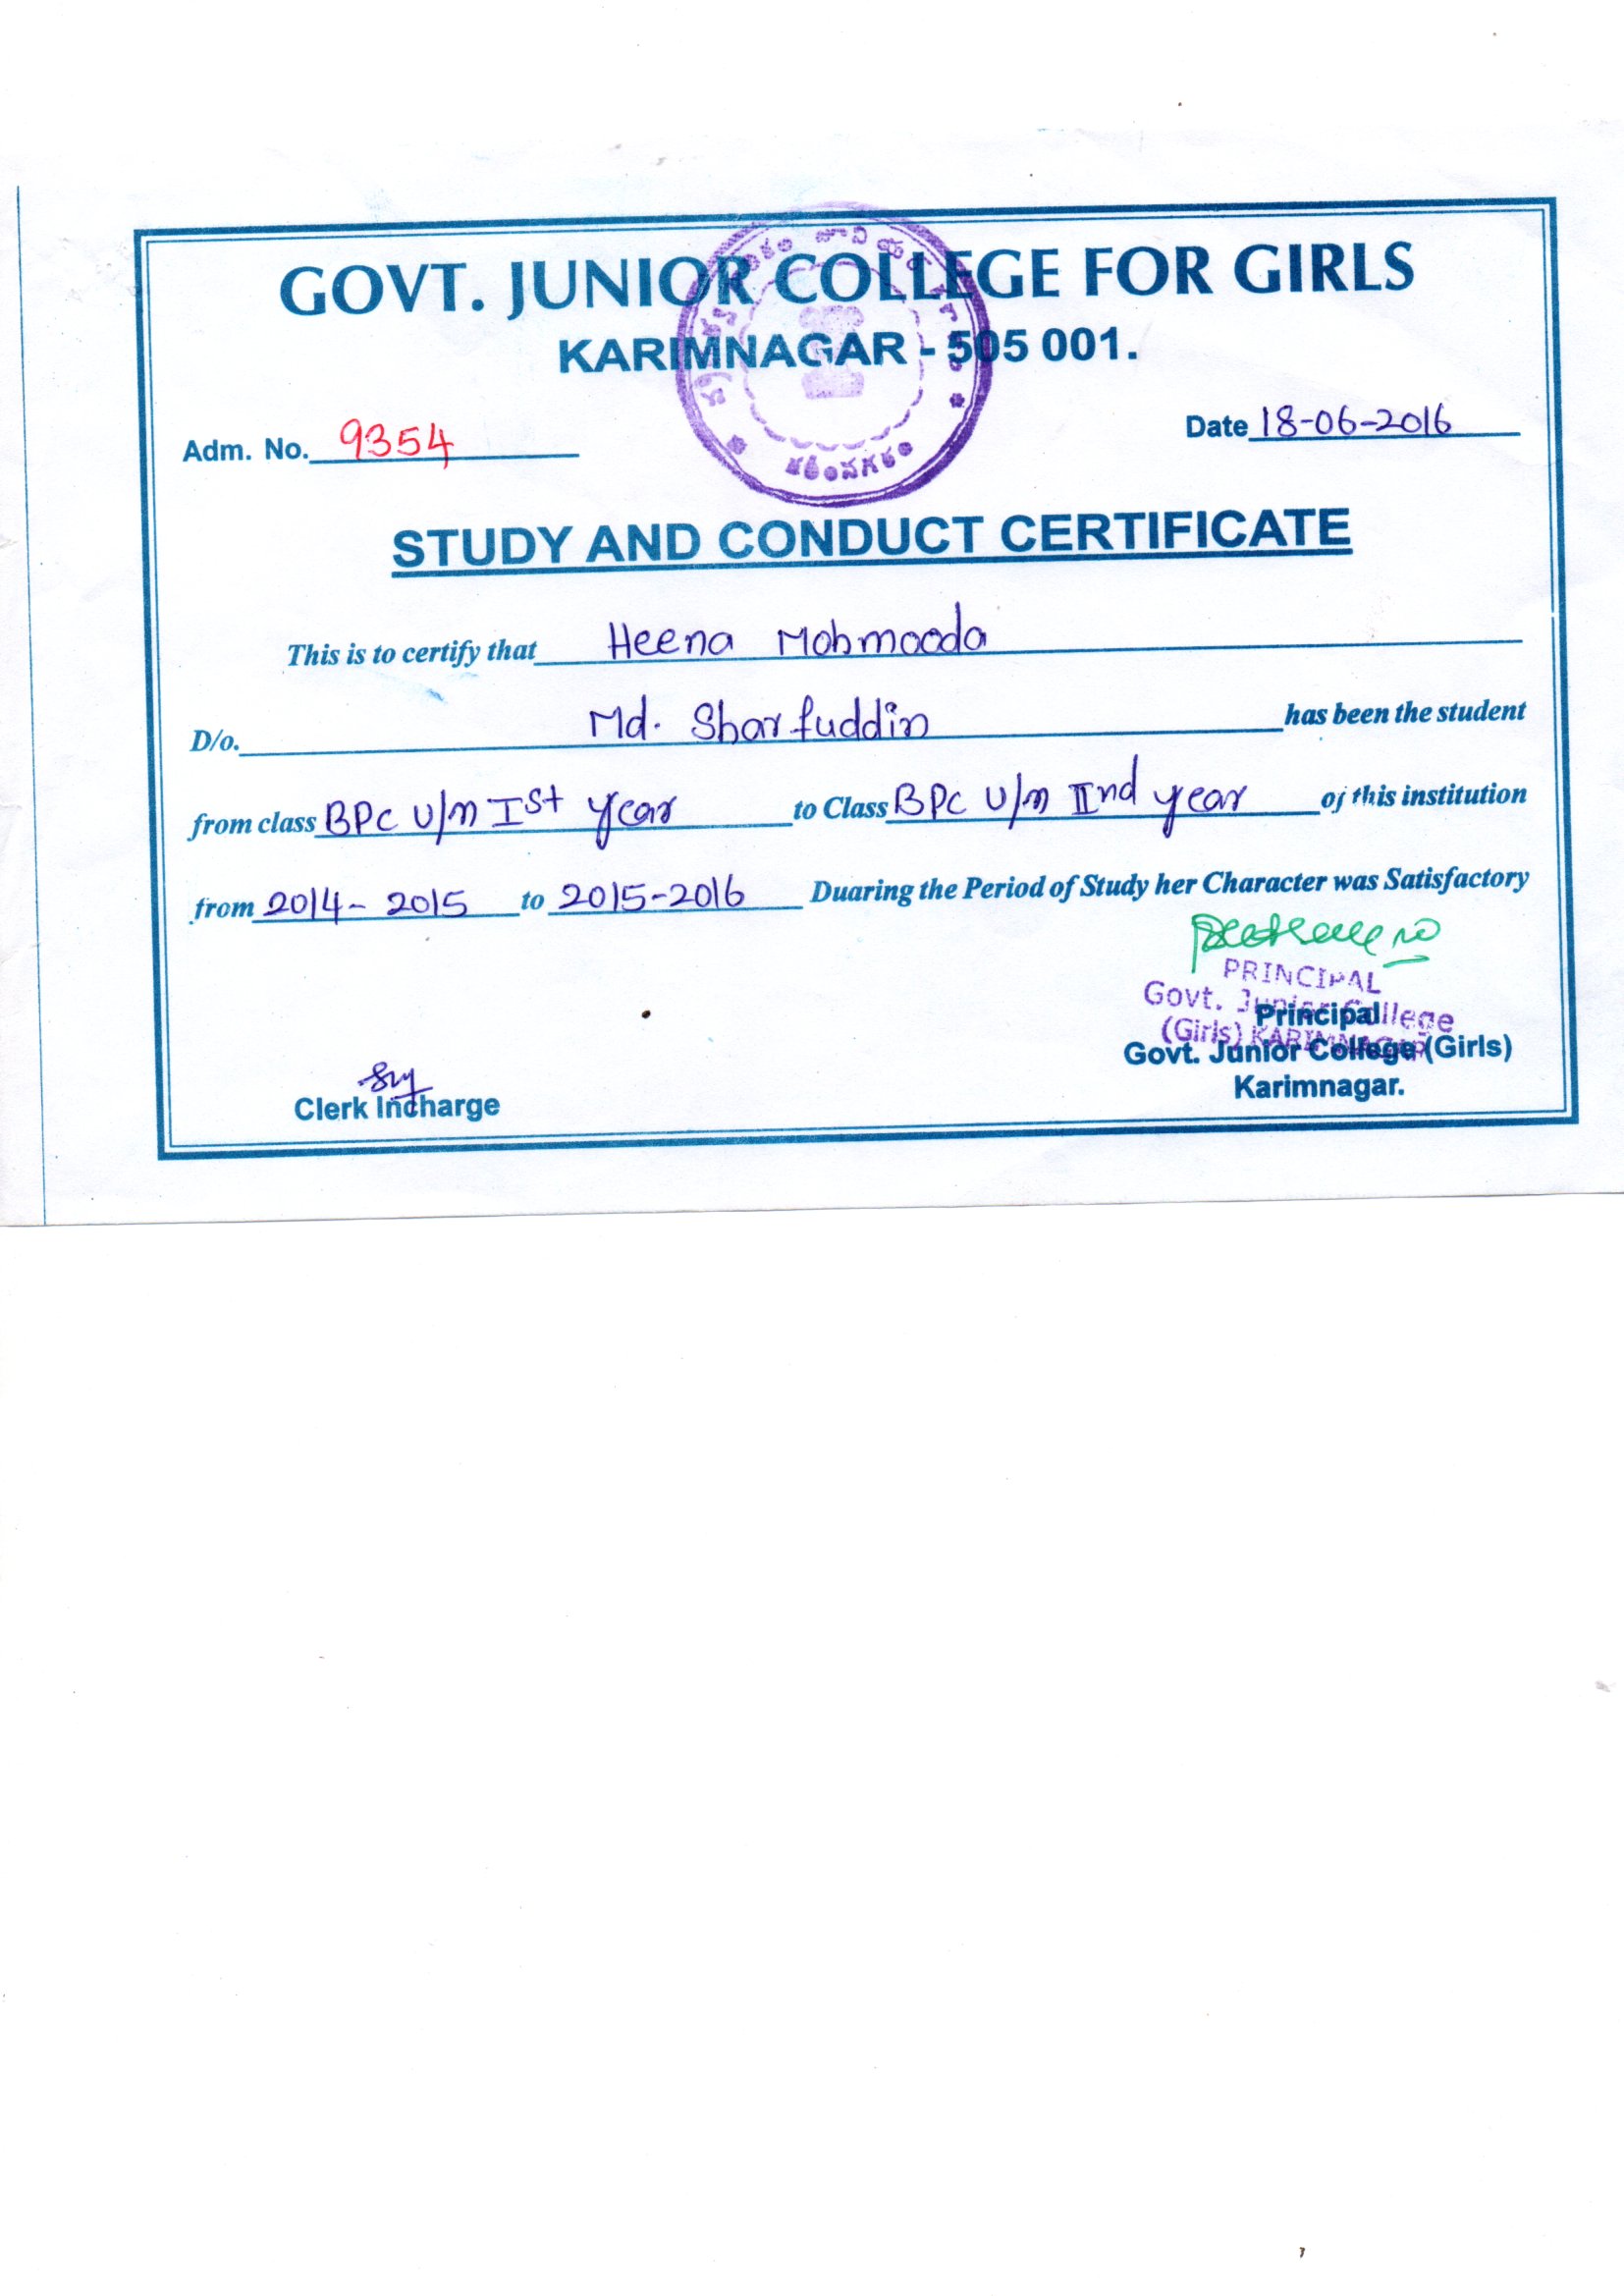 GOVT. JUNIOR COLLEGE FOR GIRLS
KARIMNAGAR - 505 001.
Adm. No. 9354
Date 18-06-2016
STUDY AND CONDUCT CERTIFICATE
This is to certify that Heena Mohmooda
D/o. Md. Sharfuddin has been the student
from class BPC U/M Ist year to Class BPC U/M IInd year of this institution
from 2014- 2015 to 2015-2016 Duaring the Period of Study her Character was Satisfactory
PRINCIPAL
Govt. Junior College
(Girls) KARIMNAGAR
Principal
Govt. Junior College (Girls)
Karimnagar.
Clerk Incharge